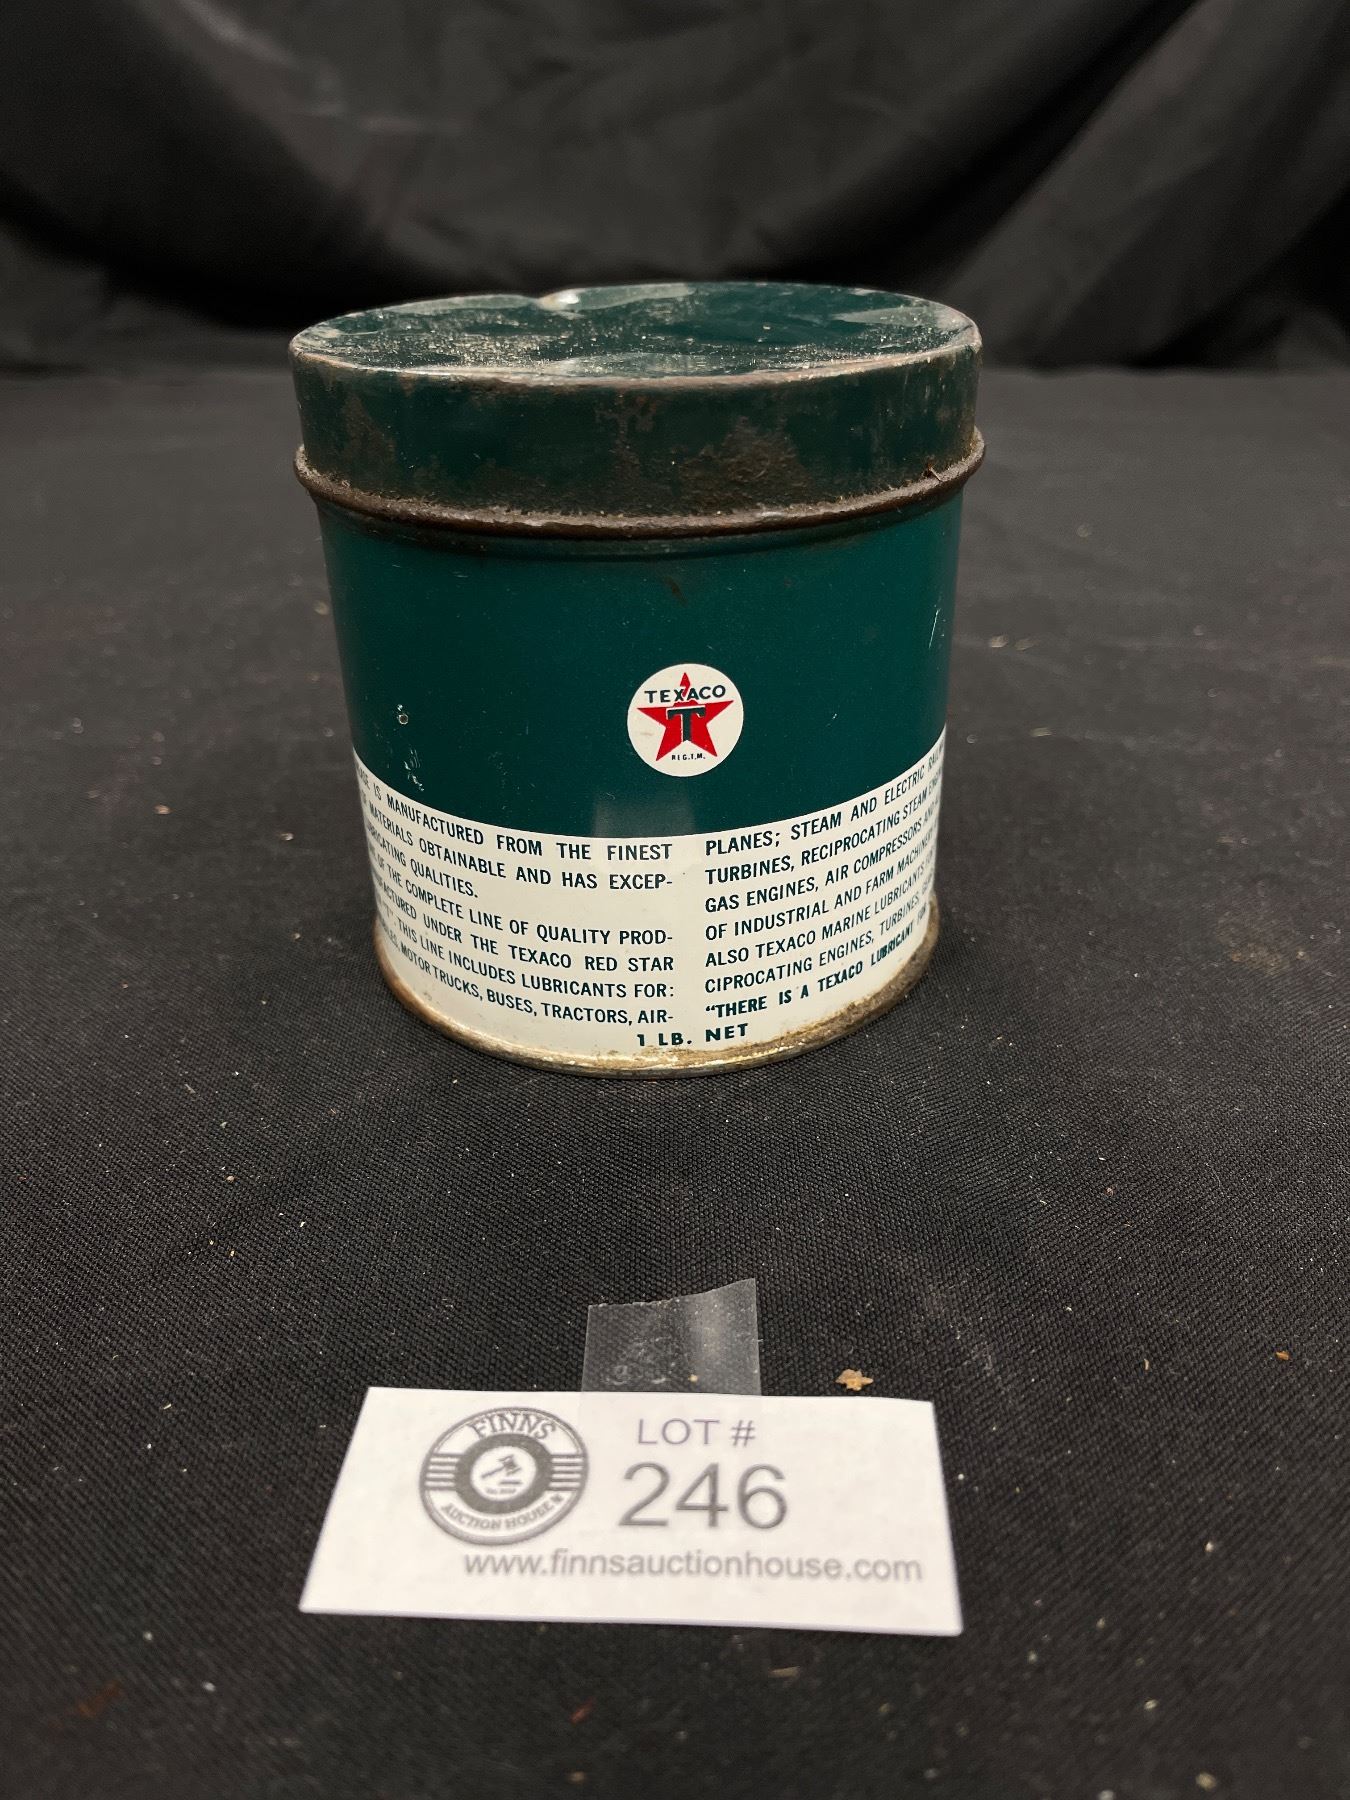 TEXACO
T
REG.T.M.
IS MANUFACTURED FROM THE FINEST
MATERIALS OBTAINABLE AND HAS EXCEP-
QUALITIES.
OF THE COMPLETE LINE OF QUALITY PROD-
UNDER THE TEXACO RED STAR
"T". THIS LINE INCLUDES LUBRICANTS FOR:
MOTOR TRUCKS, BUSES, TRACTORS, AIR-
PLANES; STEAM AND ELECTRIC
TURBINES, RECIPROCATING STEAM
GAS ENGINES, AIR COMPRESSORS AND
OF INDUSTRIAL AND FARM
ALSO TEXACO MARINE LUBRICANTS
CIPROCATING ENGINES, TURBINES,
"THERE IS A TEXACO LUBRICANT FOR
1 LB. NET
FINNS
AUCTION HOUSE
LOT #
246
www.finnsauctionhouse.com